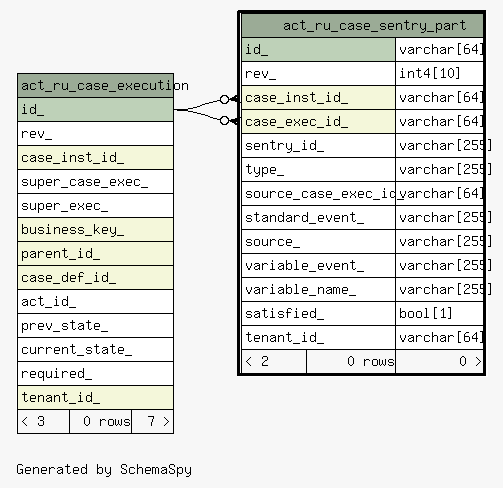 act_ru_case_execution
id_
rev_
case_inst_id_
super_case_exec_
super_exec_
business_key_
parent_id_
case_def_id_
act_id_
prev_state_
current_state_
required_
tenant_id_
< 3 0 rows 7 >
act_ru_case_sentry_part
id_ varchar[64]
rev_ int4[10]
case_inst_id_ varchar[64]
case_exec_id_ varchar[64]
sentry_id_ varchar[255]
type_ varchar[255]
source_case_exec_id_ varchar[64]
standard_event_ varchar[255]
source_ varchar[255]
variable_event_ varchar[255]
variable_name_ varchar[255]
satisfied_ bool[1]
tenant_id_ varchar[64]
< 2 0 rows 0 >
Generated by SchemaSpy